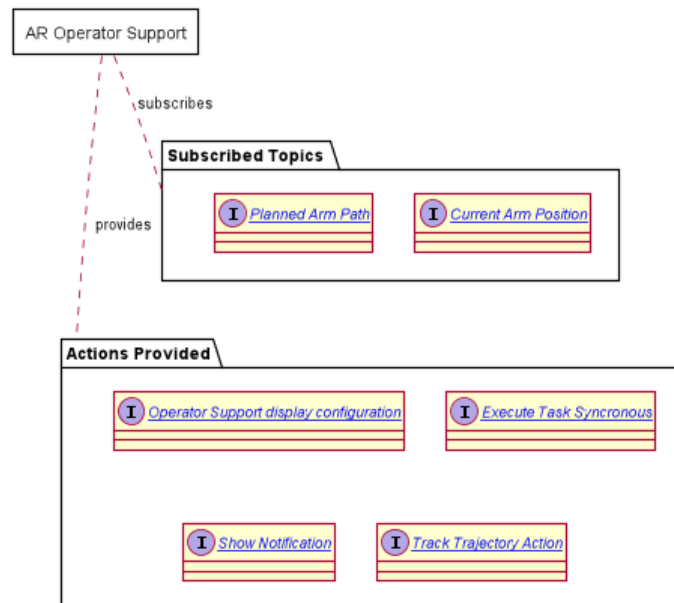 AR Operator Support
subscribes
Subscribed Topics
I Planned Arm Path
I Current Arm Position
provides
Actions Provided
I Operator Support display configuration
I Execute Task Syncronous
I Show Notification
I Track Trajectory Action